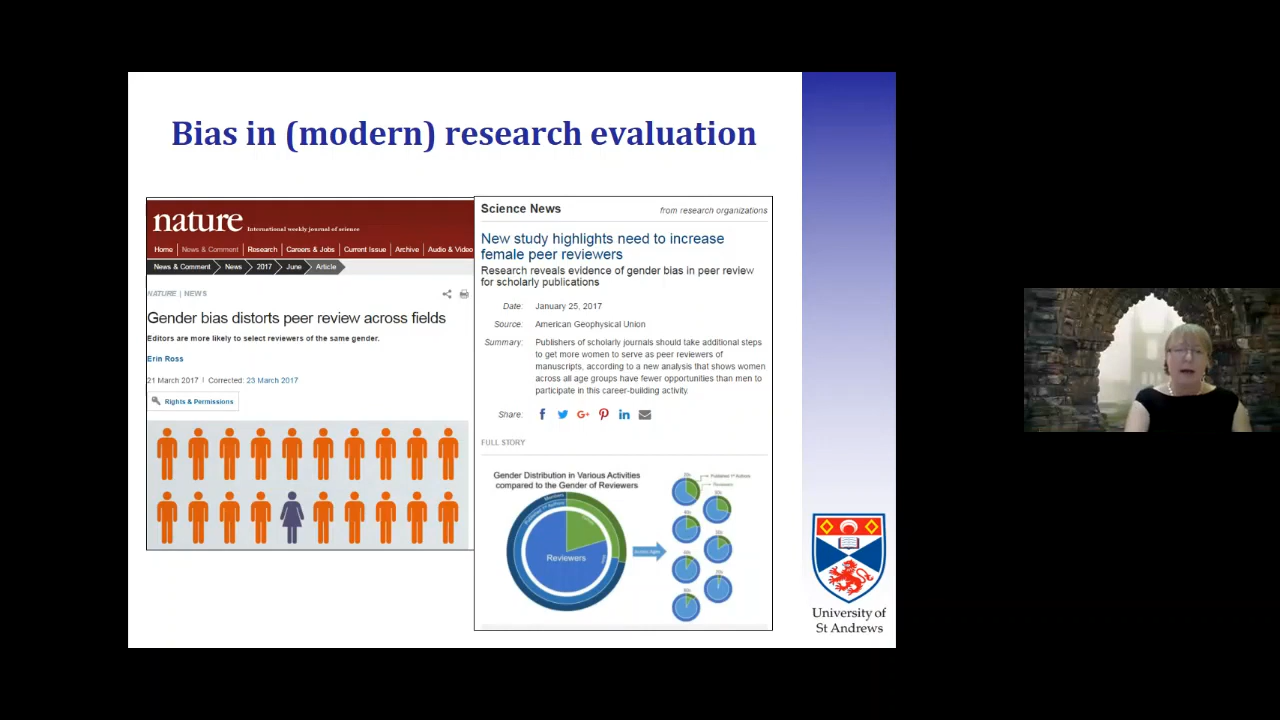 Bias in (modern) research evaluation
nature International weekly journal of science
Home News & Comment Research Careers & Jobs Current Issue Archive Audio & Video
News & Comment News 2017 June Article
NATURE | NEWS
Gender bias distorts peer review across fields
Editors are more likely to select reviewers of the same gender.
Erin Ross
21 March 2017 | Corrected: 23 March 2017
Rights & Permissions
Science News from research organizations
New study highlights need to increase
female peer reviewers
Research reveals evidence of gender bias in peer review
for scholarly publications
Date: January 25, 2017
Source: American Geophysical Union
Summary: Publishers of scholarly journals should take additional steps
to get more women to serve as peer reviewers of
manuscripts, according to a new analysis that shows women
across all age groups have fewer opportunities than men to
participate in this career-building activity.
Share:
FULL STORY
Gender Distribution in Various Activities
compared to the Gender of Reviewers
Members
Reviewers
University of
St Andrews